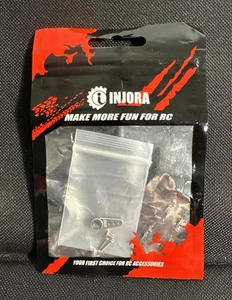 INJORA
MAKE MORE FUN FOR RC
YOUR FIRST CHOICE FOR RC ACCESSORIES